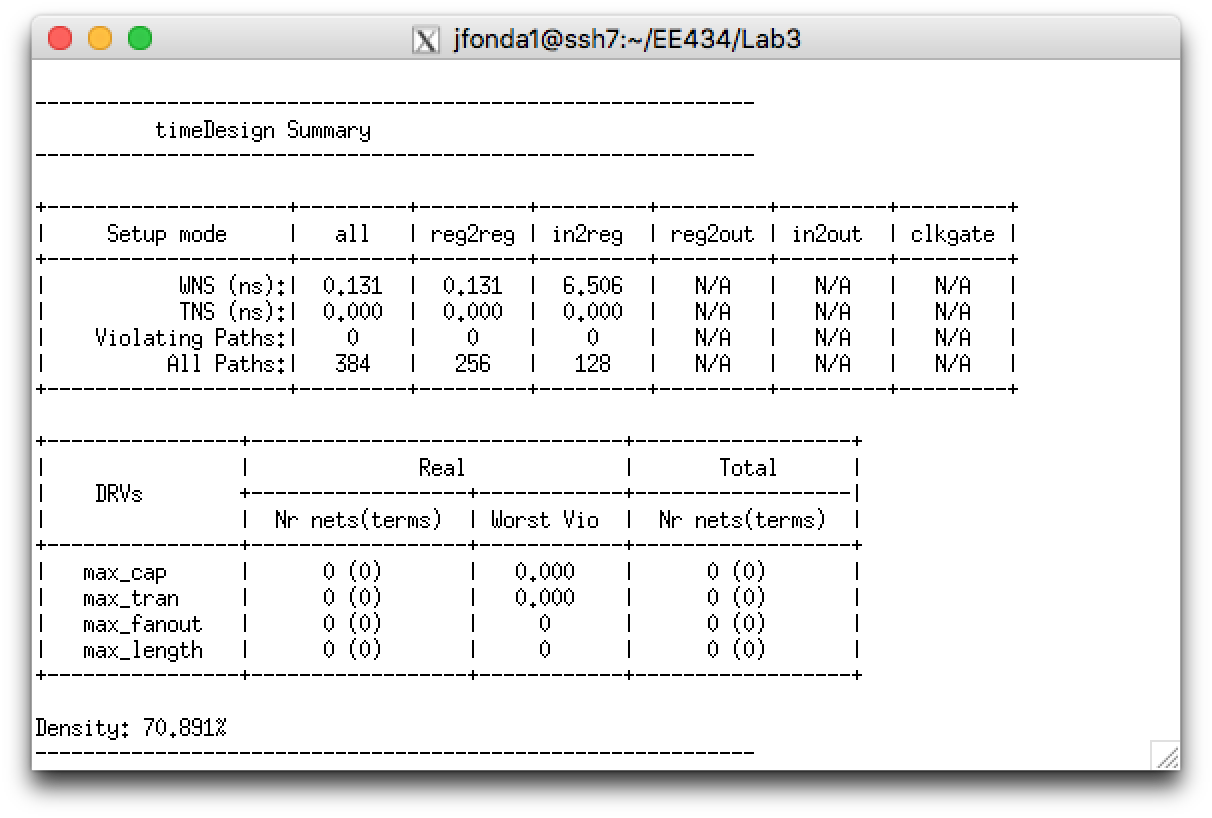 jfonda1@ssh7:~/EE434/Lab3
------------------------------------------------------------
          timeDesign Summary
------------------------------------------------------------
+--------------------+---------+---------+---------+---------+---------+---------+
|     Setup mode     |   all   | reg2reg | in2reg  | reg2out | in2out  | clkgate |
+--------------------+---------+---------+---------+---------+---------+---------+
|           WNS (ns):|  0.131  |  0.131  |  6.506  |   N/A   |   N/A   |   N/A   |
|           TNS (ns):|  0.000  |  0.000  |  0.000  |   N/A   |   N/A   |   N/A   |
|    Violating Paths:|    0    |    0    |    0    |   N/A   |   N/A   |   N/A   |
|          All Paths:|   384   |   256   |   128   |   N/A   |   N/A   |   N/A   |
+--------------------+---------+---------+---------+---------+---------+---------+
+----------------+-------------------------------+------------------+
|                |              Real             |       Total      |
|    DRVs        +------------------+------------+------------------|
|                |  Nr nets(terms)  | Worst Vio  |  Nr nets(terms)  |
+----------------+------------------+------------+------------------+
|   max_cap      |      0 (0)       |   0.000    |      0 (0)       |
|   max_tran     |      0 (0)       |   0.000    |      0 (0)       |
|   max_fanout   |      0 (0)       |     0      |      0 (0)       |
|   max_length   |      0 (0)       |     0      |      0 (0)       |
+----------------+------------------+------------+------------------+
Density: 70.891%
------------------------------------------------------------